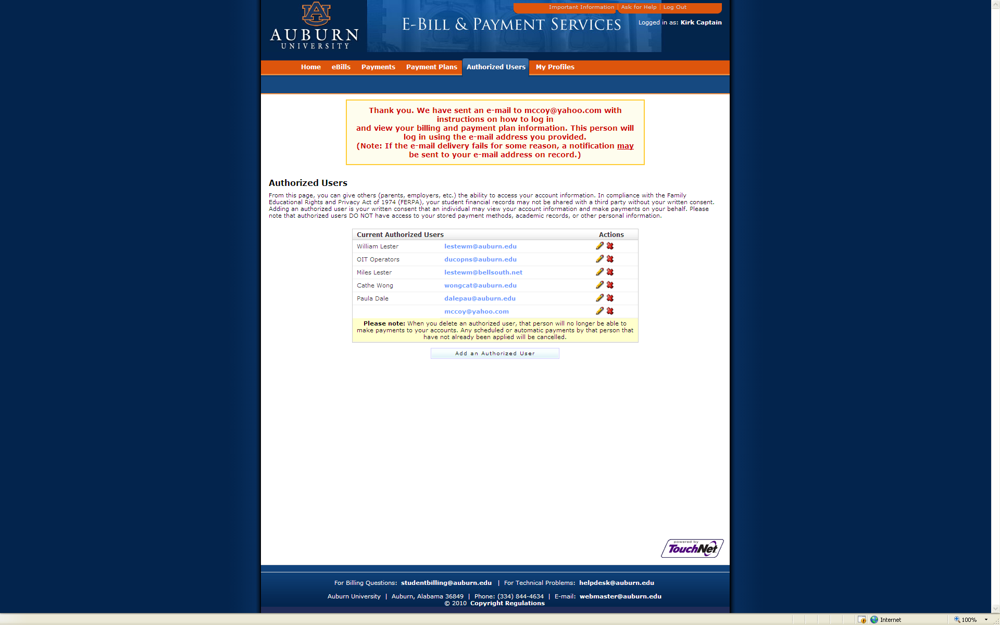 Important Information | Ask for Help | Log Out
AUBURN
UNIVERSITY
E-BILL & PAYMENT SERVICES
Logged in as: Kirk Captain
Home eBills Payments Payment Plans Authorized Users My Profiles
Thank you. We have sent an e-mail to mccoy@yahoo.com with
instructions on how to log in
and view your billing and payment plan information. This person will
log in using the e-mail address you provided.
(Note: If the e-mail delivery fails for some reason, a notification may
be sent to your e-mail address on record.)
Authorized Users
From this page, you can give others (parents, employers, etc.) the ability to access your account information. In compliance with the Family
Educational Rights and Privacy Act of 1974 (FERPA), your student financial records may not be shared with a third party without your written consent.
Adding an authorized user is your written consent that an individual may view your account information and make payments on your behalf. Please
note that authorized users DO NOT have access to your stored payment methods, academic records, or other personal information.
Current Authorized Users Actions
William Lester lestewm@auburn.edu
OIT Operators ducopns@auburn.edu
Miles Lester lestewm@bellsouth.net
Cathe Wong wongcat@auburn.edu
Paula Dale dalepau@auburn.edu
mccoy@yahoo.com
Please note: When you delete an authorized user, that person will no longer be able to
make payments to your accounts. Any scheduled or automatic payments by that person that
have not already been applied will be cancelled.
Add an Authorized User
powered by
TouchNet
For Billing Questions: studentbilling@auburn.edu | For Technical Problems: helpdesk@auburn.edu
Auburn University | Auburn, Alabama 36849 | Phone: (334) 844-4634 | E-mail: webmaster@auburn.edu
© 2010 Copyright Regulations
Internet 100%